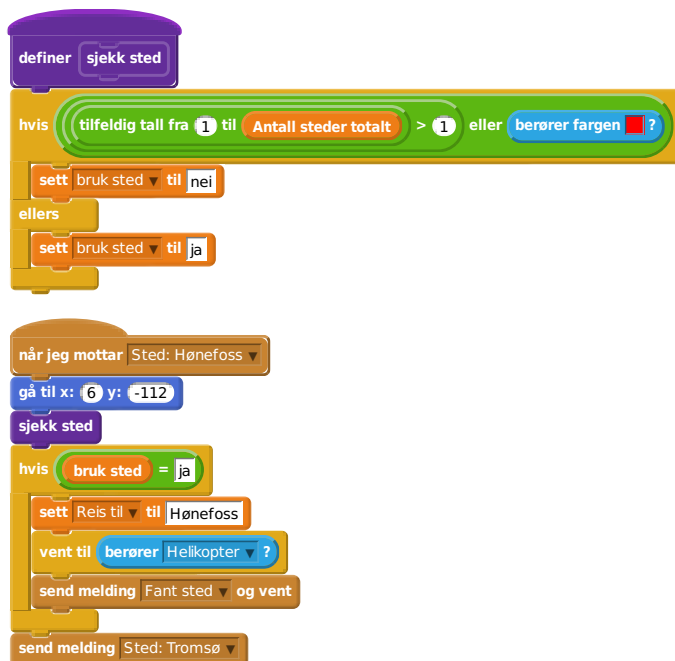 definer sjekk sted
hvis tilfeldig tall fra 1 til Antall steder totalt > 1 eller berører fargen ?
sett bruk sted til nei
ellers
sett bruk sted til ja
når jeg mottar Sted: Hønefoss
gå til x: 6 y: -112
sjekk sted
hvis bruk sted = ja
sett Reis til til Hønefoss
vent til berører Helikopter ?
send melding Fant sted og vent
send melding Sted: Tromsø